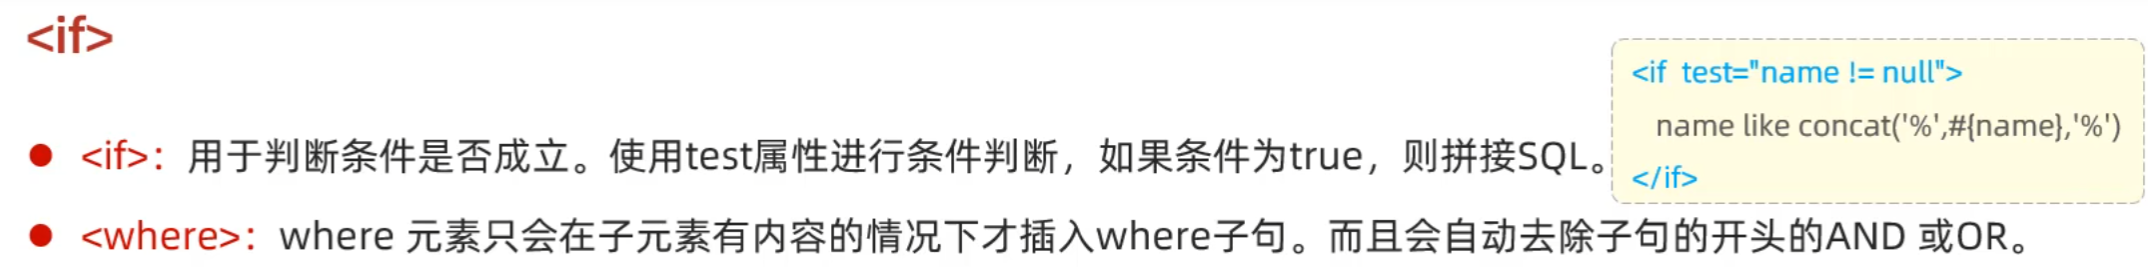 <if>
<if>：用于判断条件是否成立。使用test属性进行条件判断，如果条件为true，则拼接SQL。
<where>：where 元素只会在子元素有内容的情况下才插入where子句。而且会自动去除子句的开头的AND 或OR。
<if  test="name != null">
name like concat('%',#{name},'%')
</if>